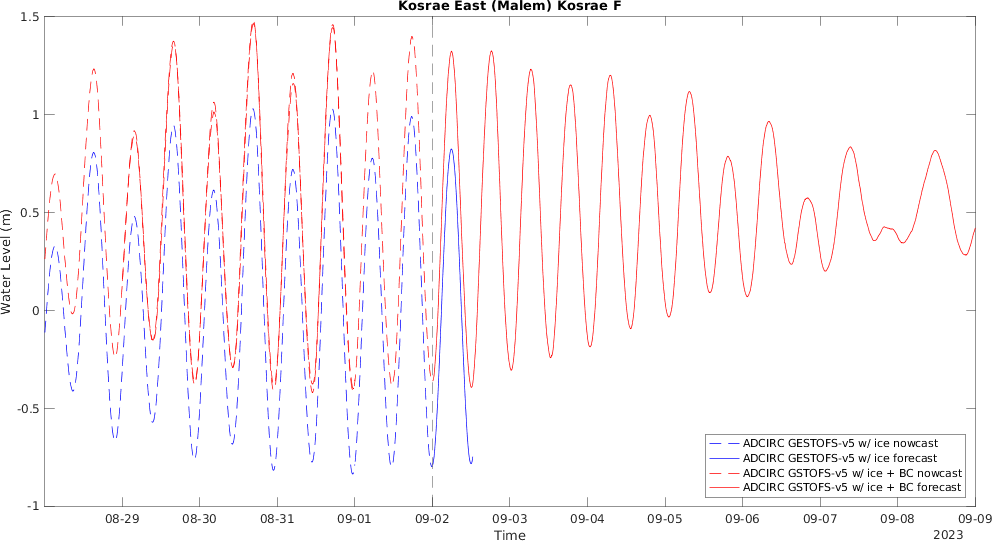 Kosrae East (Malem) Kosrae F
Water Level (m)
1.5
1
0.5
0
-0.5
-1
ADCIRC GESTOFS-v5 w/ ice nowcast
ADCIRC GESTOFS-v5 w/ ice forecast
ADCIRC GSTOFS-v5 w/ ice + BC nowcast
ADCIRC GSTOFS-v5 w/ ice + BC forecast
08-29 08-30 08-31 09-01 09-02 09-03 09-04 09-05 09-06 09-07 09-08 09-09
Time
2023